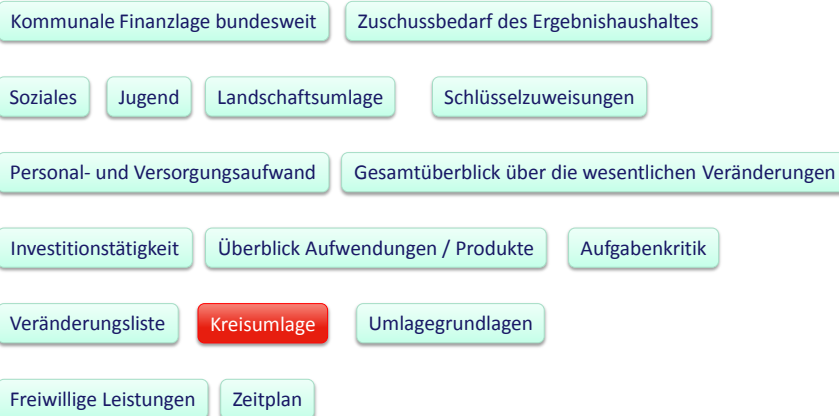 Kommunale Finanzlage bundesweit Zuschussbedarf des Ergebnishaushaltes
Soziales Jugend Landschaftsumlage Schlüsselzuweisungen
Personal- und Versorgungsaufwand Gesamtüberblick über die wesentlichen Veränderungen
Investitionstätigkeit Überblick Aufwendungen / Produkte Aufgabenkritik
Veränderungsliste Kreisumlage Umlagegrundlagen
Freiwillige Leistungen Zeitplan